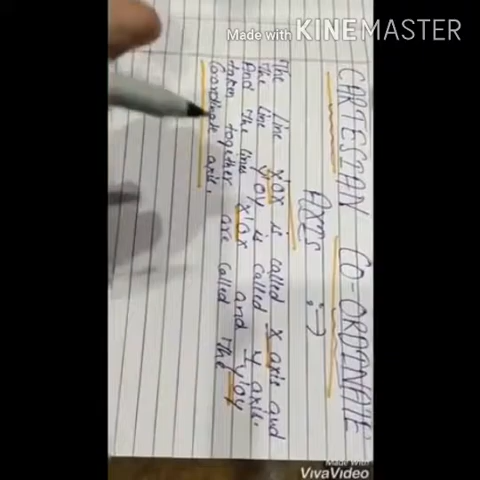 Made with KINEMASTER
CARTESIAN CO-ORDINATE
AXIS :->
The line X'OX is called X axis and
the line Y'OY is called Y axis.
And the lines X'OX and Y'OY
taken together are called the
Coordinate axis.
Made With
VivaVideo